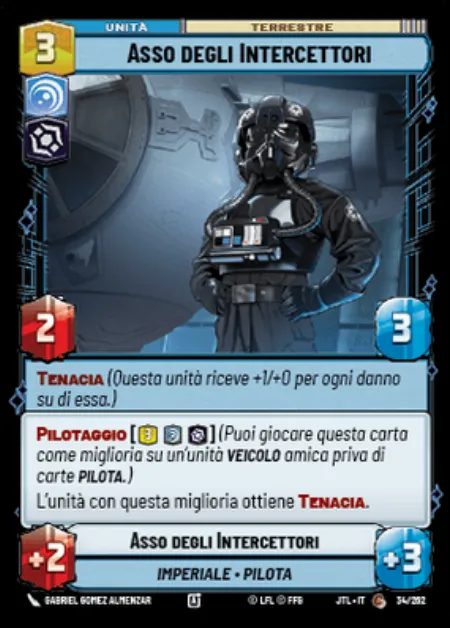 UNITÀ TERRESTRE
3 ASSO DEGLI INTERCETTORI
2 3
TENACIA (Questa unità riceve +1/+0 per ogni danno
su di essa.)
PILOTAGGIO [3] (Puoi giocare questa carta
come miglioria su un'unità VEICOLO amica priva di
carte PILOTA.)
L'unità con questa miglioria ottiene TENACIA.
+2 ASSO DEGLI INTERCETTORI +3
IMPERIALE • PILOTA
GABRIEL GOMEZ ALMENZAR © LFL © FFG JTL • IT C 34/262